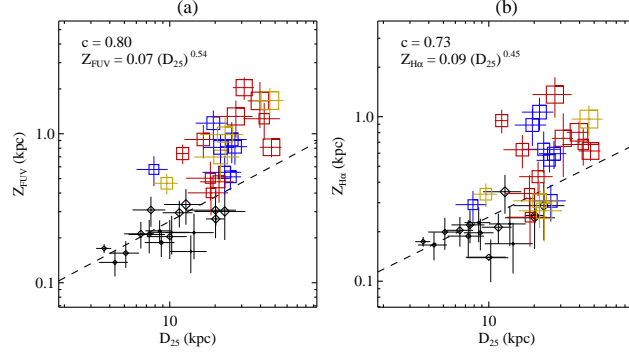 (a)
c = 0.80
Z_FUV = 0.07 (D_25)^0.54
1.0
0.1
Z_FUV (kpc)
10
D_25 (kpc)
(b)
c = 0.73
Z_Hα = 0.09 (D_25)^0.45
1.0
0.1
Z_Hα (kpc)
10
D_25 (kpc)